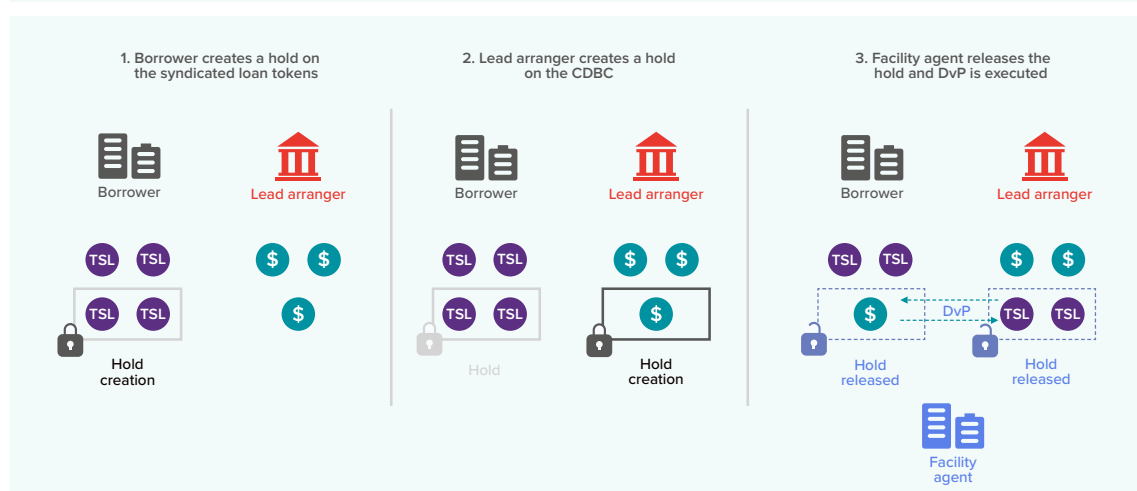 1. Borrower creates a hold on
the syndicated loan tokens
Borrower
Lead arranger
TSL
TSL
$
$
TSL
TSL
$
Hold
creation
2. Lead arranger creates a hold
on the CDBC
Borrower
Lead arranger
TSL
TSL
$
$
TSL
TSL
$
Hold
Hold
creation
3. Facility agent releases the
hold and DvP is executed
Borrower
Lead arranger
TSL
TSL
$
$
$
DvP
TSL
TSL
Hold
released
Hold
released
Facility
agent